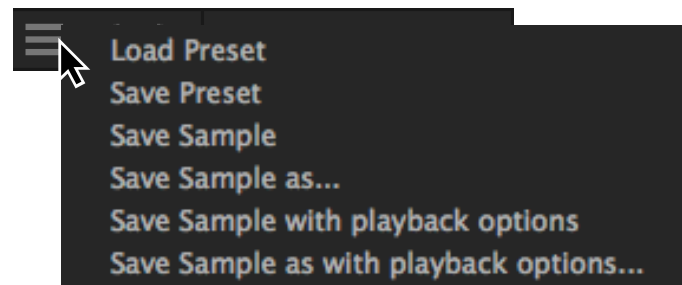 Load Preset
Save Preset
Save Sample
Save Sample as...
Save Sample with playback options
Save Sample as with playback options...